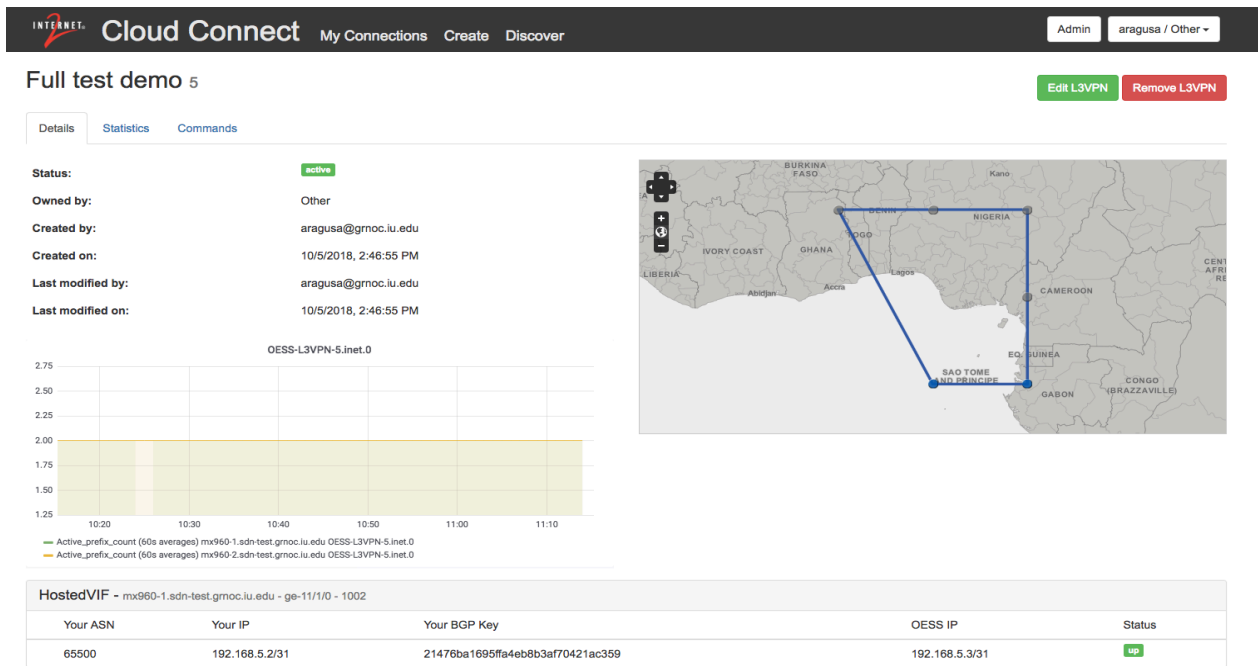 INTERNET® 2 Cloud Connect My Connections Create Discover Admin aragusa / Other
Full test demo 5 Edit L3VPN Remove L3VPN
Details Statistics Commands
Status: active
Owned by: Other
Created by: aragusa@grnoc.iu.edu
Created on: 10/5/2018, 2:46:55 PM
Last modified by: aragusa@grnoc.iu.edu
Last modified on: 10/5/2018, 2:46:55 PM
OESS-L3VPN-5.inet.0
2.75
2.50
2.25
2.00
1.75
1.50
1.25
10:20 10:30 10:40 10:50 11:00 11:10
Active_prefix_count (60s averages) mx960-1.sdn-test.grnoc.iu.edu OESS-L3VPN-5.inet.0
Active_prefix_count (60s averages) mx960-2.sdn-test.grnoc.iu.edu OESS-L3VPN-5.inet.0
BURKINA
FASO
Kano
BENIN
NIGERIA
TOGO
IVORY COAST
GHANA
LIBERIA
Lagos
Accra
Abidjan
CAMEROON
EQ. GUINEA
SAO TOME
AND PRINCIPE
GABON
CONGO
(BRAZZAVILLE)
HostedVIF - mx960-1.sdn-test.grnoc.iu.edu - ge-11/1/0 - 1002
Your ASN Your IP Your BGP Key OESS IP Status
65500 192.168.5.2/31 21476ba1695ffa4eb8b3af70421ac359 192.168.5.3/31 up